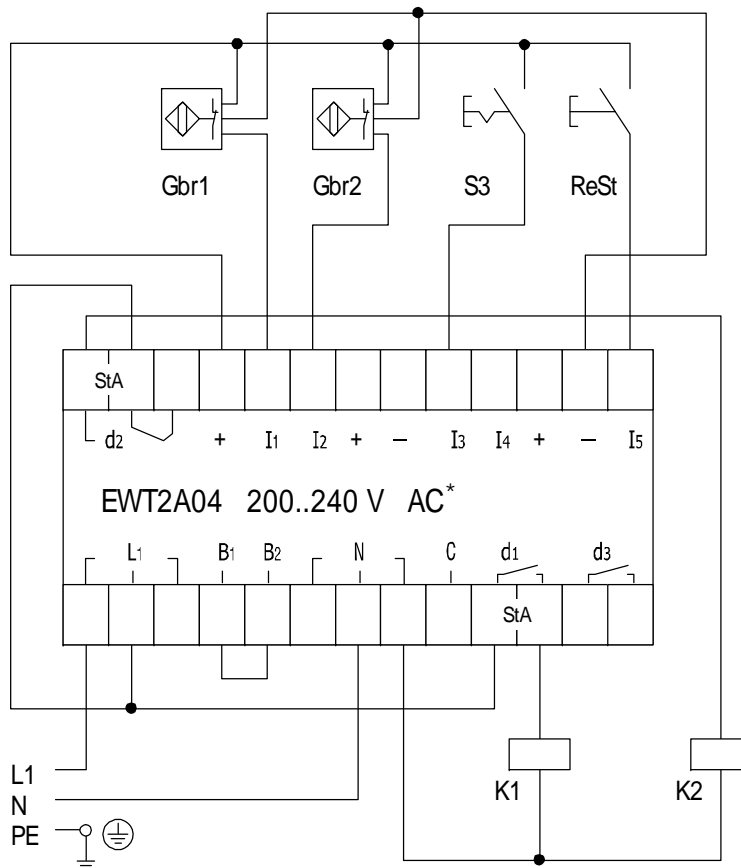 Gbr1 Gbr2 S3 ReSt
StA
d2 + I1 I2 + – I3 I4 + – I5
EWT2A04 200..240 V AC*
L1 B1 B2 N C d1 d3
StA
L1
N
PE
K1 K2